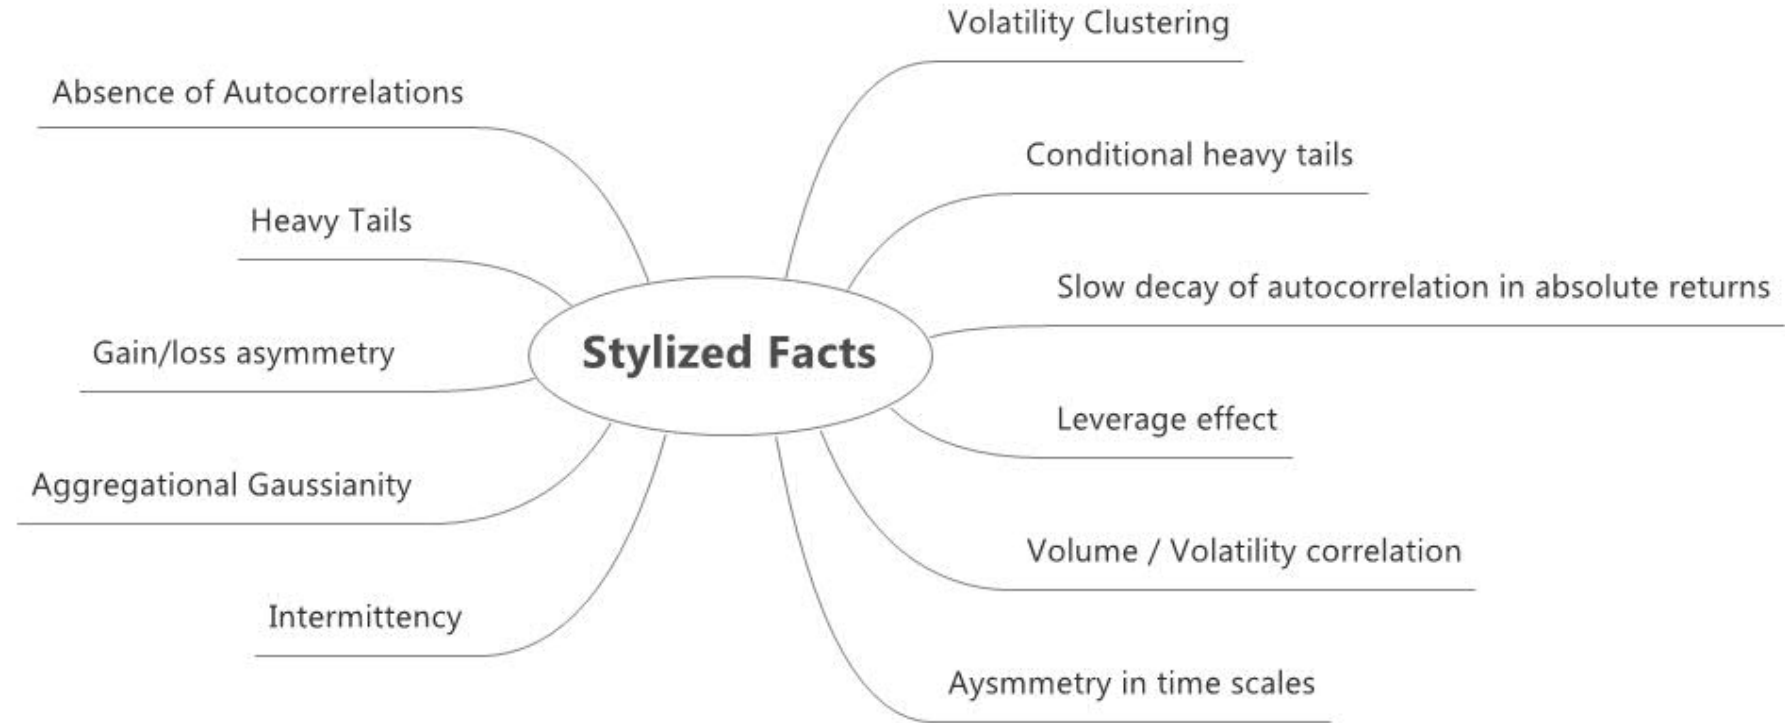 Volatility Clustering
Absence of Autocorrelations
Conditional heavy tails
Heavy Tails
Slow decay of autocorrelation in absolute returns
Stylized Facts
Gain/loss asymmetry
Leverage effect
Aggregational Gaussianity
Volume / Volatility correlation
Intermittency
Aysmmetry in time scales